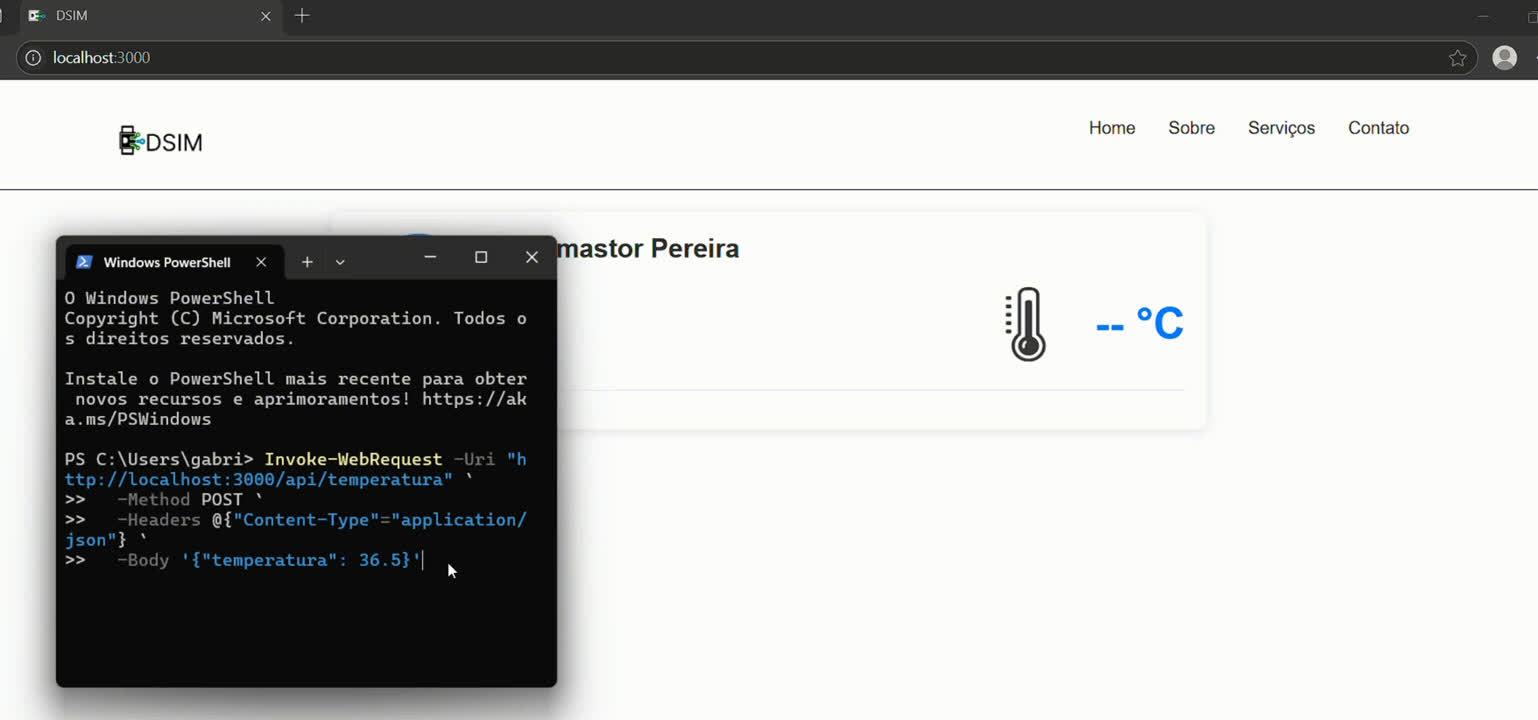 DSIM
localhost:3000
DSIM
Home Sobre Serviços Contato
mastor Pereira
-- °C
Windows PowerShell
O Windows PowerShell
Copyright (C) Microsoft Corporation. Todos o
s direitos reservados.
Instale o PowerShell mais recente para obter
 novos recursos e aprimoramentos! https://ak
a.ms/PSWindows
PS C:\Users\gabri> Invoke-WebRequest -Uri "h
ttp://localhost:3000/api/temperatura" `
>>   -Method POST `
>>   -Headers @{"Content-Type"="application/
json"} `
>>   -Body '{"temperatura": 36.5}'